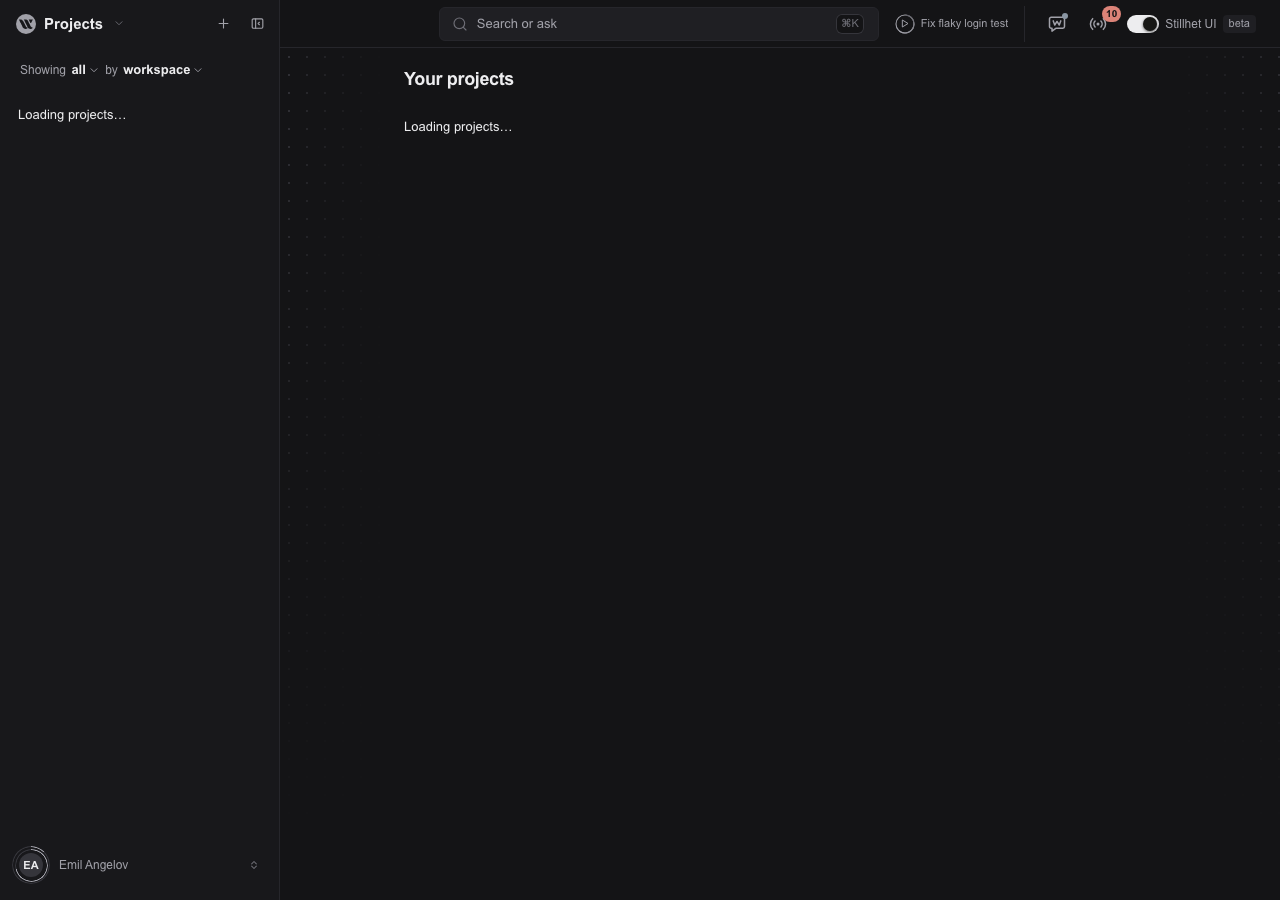 Projects
Search or ask
⌘K
Fix flaky login test
10
Stillhet UI
beta
Showing all by workspace
Loading projects…
Your projects
Loading projects…
EA
Emil Angelov